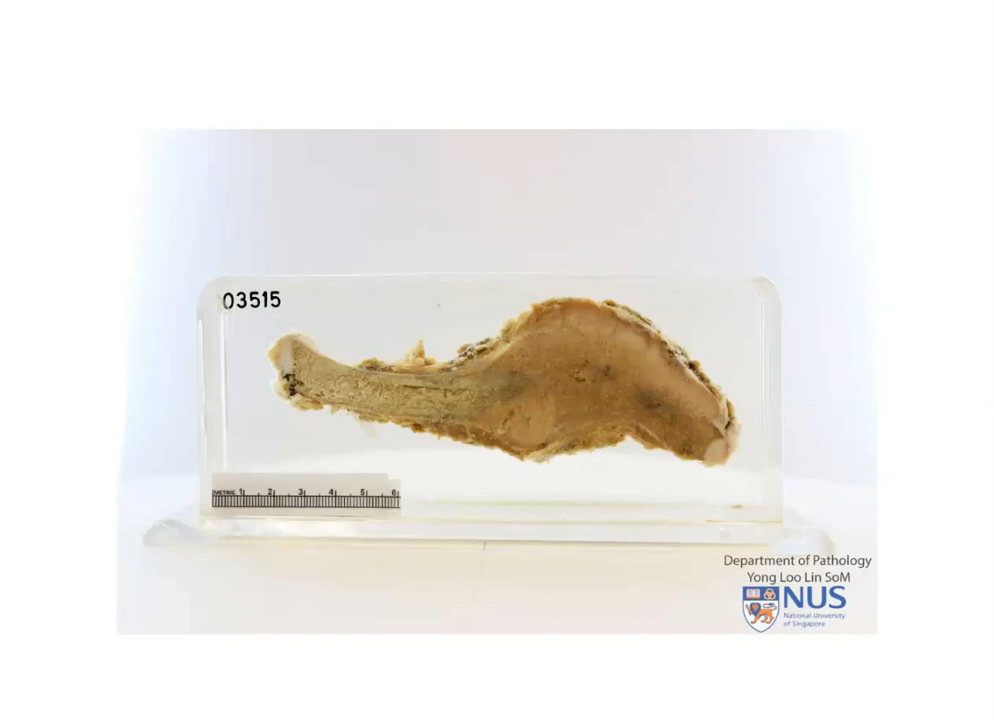 03515
METRIC 1 2 3 4 5 6
Department of Pathology
Yong Loo Lin SoM
NUS
National University
of Singapore